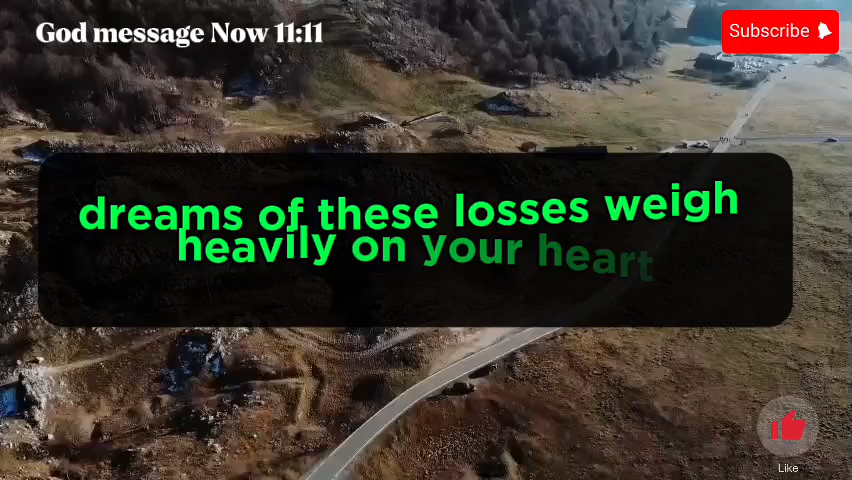 God message Now 11:11
Subscribe
dreams of these losses weigh
heavily on your heart
Like